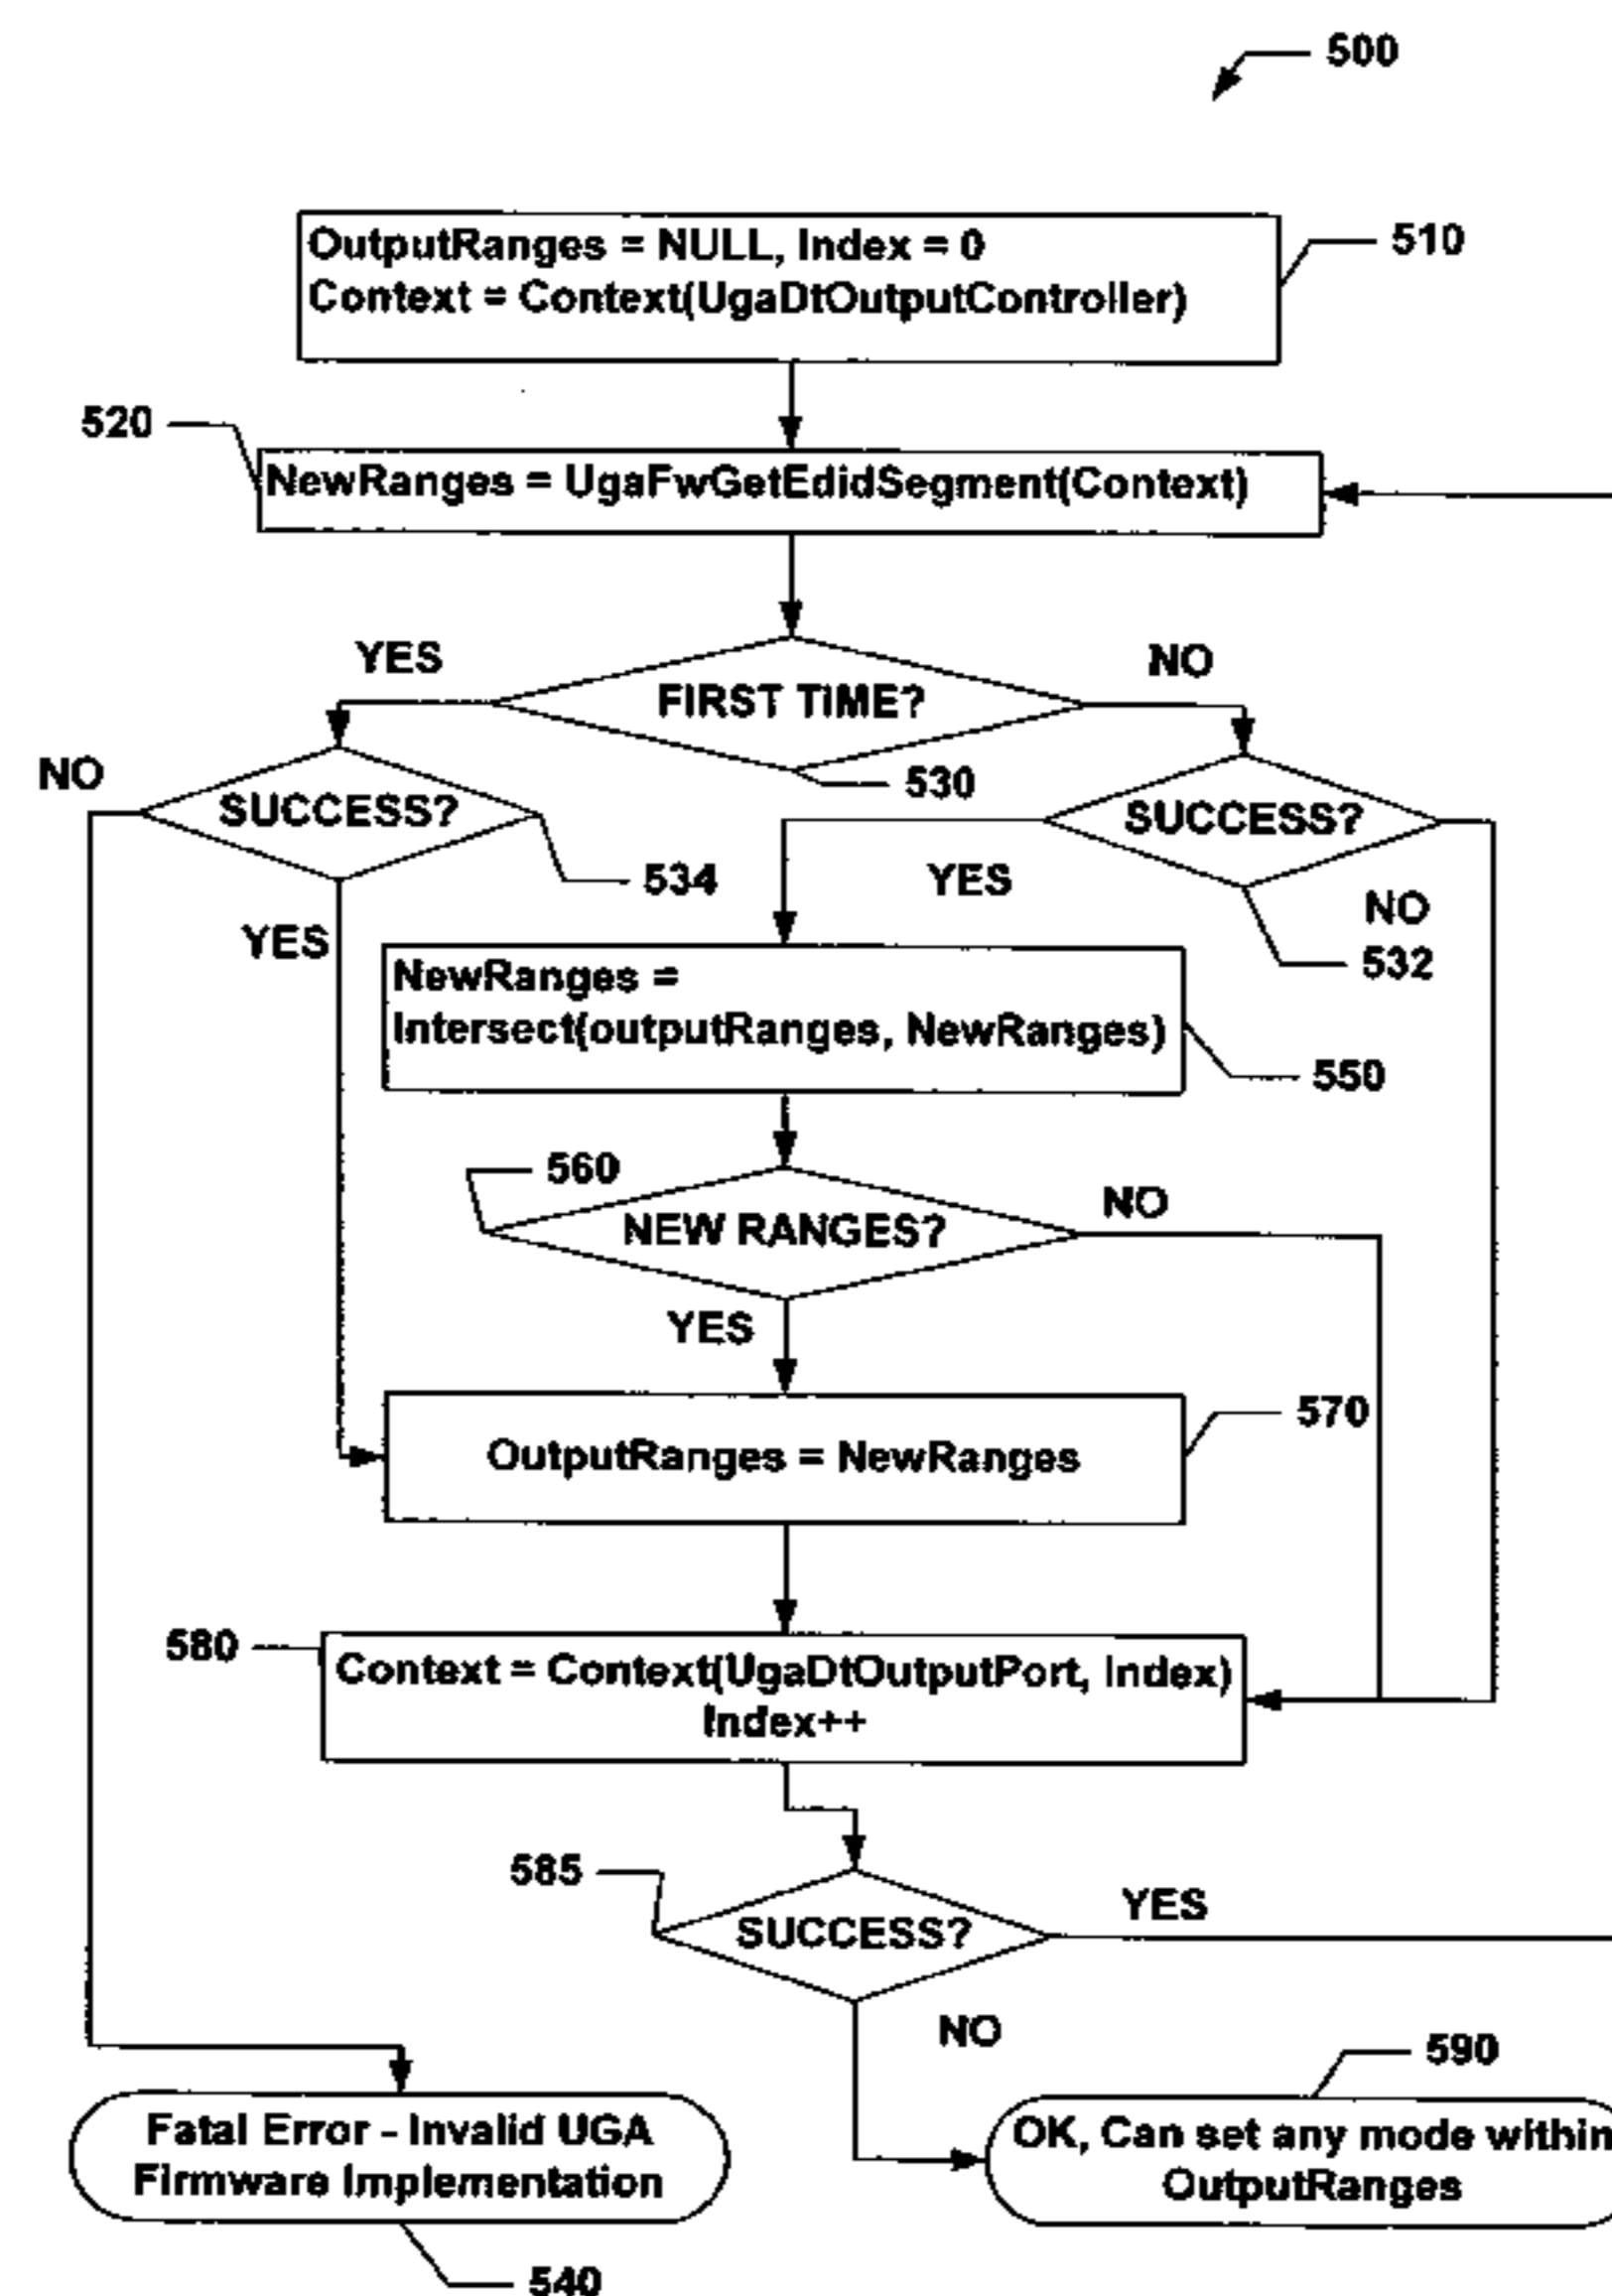 500
OutputRanges = NULL, Index = 0
Context = Context(UgaDtOutputController)
510
520
NewRanges = UgaFwGetEdidSegment(Context)
YES
FIRST TIME?
NO
530
NO
SUCCESS?
SUCCESS?
534
YES
NO
YES
532
NewRanges =
Intersect(outputRanges, NewRanges)
550
560
NEW RANGES?
NO
YES
570
OutputRanges = NewRanges
580
Context = Context(UgaDtOutputPort, Index)
Index++
585
SUCCESS?
YES
NO
590
Fatal Error - Invalid UGA
Firmware Implementation
OK, Can set any mode within
OutputRanges
540